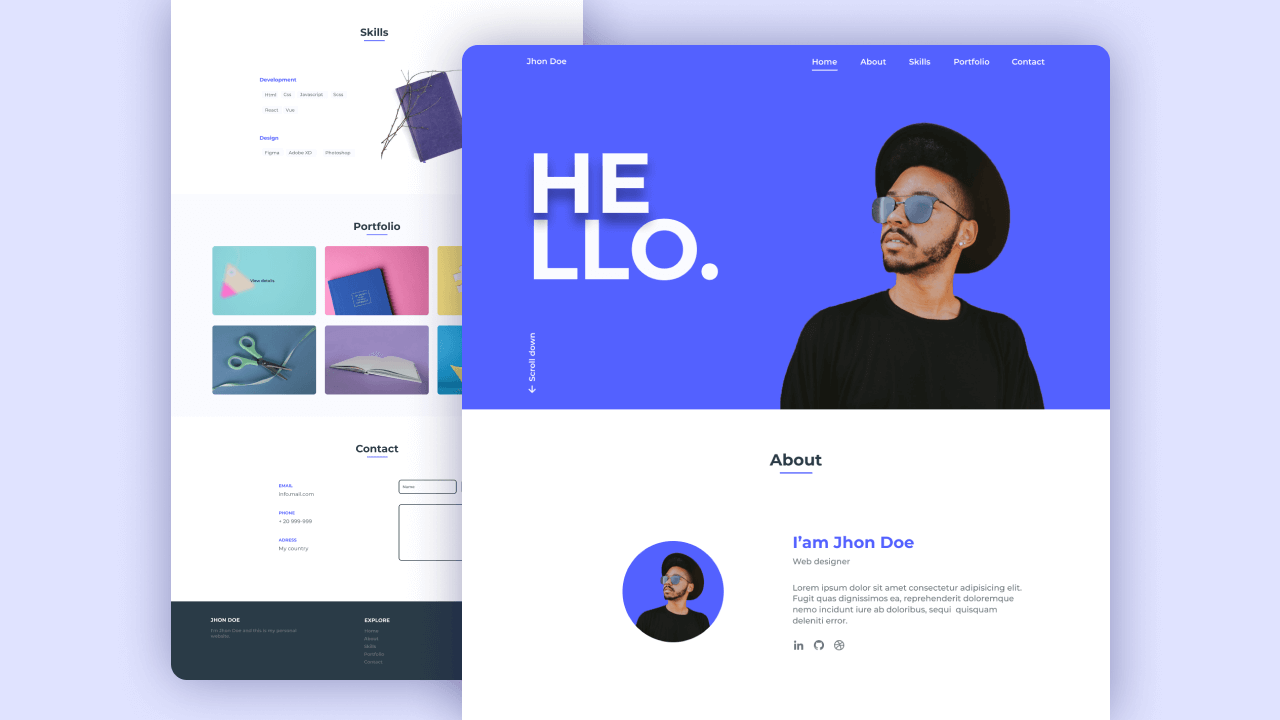 Skills
Development
Html Css Javascript Scss
React Vue
Design
Figma Adobe XD Photoshop
Portfolio
View details
Contact
EMAIL
info.mail.com
PHONE
+ 20 999-999
ADNESS
My country
Name
JHON DOE
I'm Jhon Doe and this is my personal
website
EXPLORE
Home
About
Skills
Portfolio
Contact
Jhon Doe Home About Skills Portfolio Contact
HE
LLO.
Scroll down
About
I'am Jhon Doe
Web designer
Lorem ipsum dolor sit amet consectetur adipisicing elit.
Fugit quas dignissimos ea, reprehenderit doloremque
nemo incidunt iure ab doloribus, sequi quisquam
deleniti error.